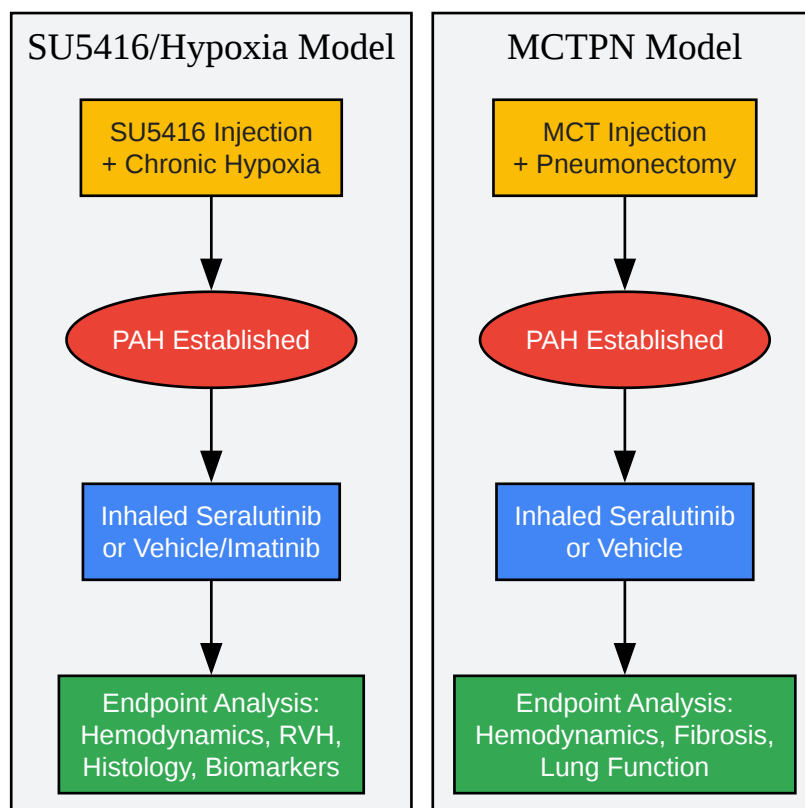 SU5416/Hypoxia Model
SU5416 Injection
+ Chronic Hypoxia
PAH Established
Inhaled Seralutinib
or Vehicle/Imatinib
Endpoint Analysis:
Hemodynamics, RVH,
Histology, Biomarkers
MCTPN Model
MCT Injection
+ Pneumonectomy
PAH Established
Inhaled Seralutinib
or Vehicle
Endpoint Analysis:
Hemodynamics, Fibrosis,
Lung Function